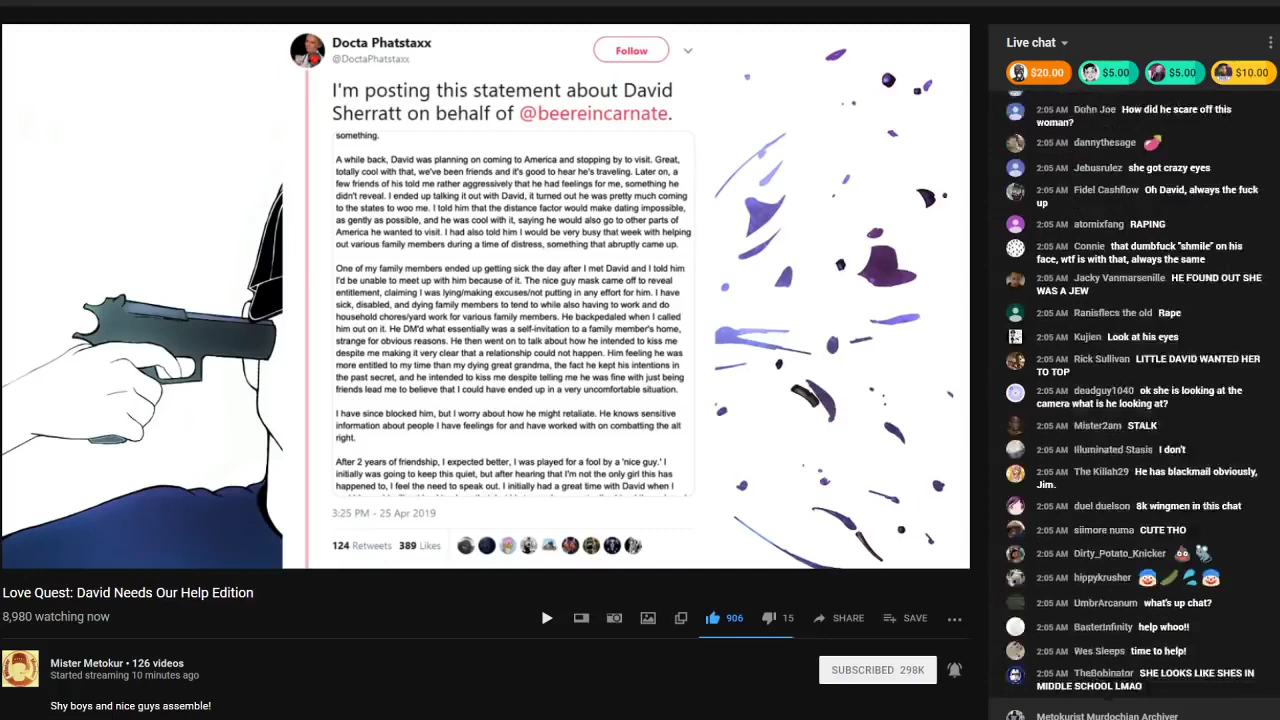 Docta Phatstaxx
@DoctaPhatstaxx
Follow
I'm posting this statement about David
Sherratt on behalf of @beereincarnate.
something.
A while back, David was planning on coming to America and stopping by to visit. Great,
totally cool with that, we've been friends and it's good to hear he's traveling. Later on, a
few friends of his told me rather aggressively that he had feelings for me, something he
didn't reveal. I ended up talking it out with David, it turned out he was pretty much coming
to the states to woo me. I told him that the distance factor would make dating impossible,
as gently as possible, and he was cool with it, saying he would also go to other parts of
America he wanted to visit. I had also told him I would be very busy that week with helping
out various family members during a time of distress, something that abruptly came up.
One of my family members ended up getting sick the day after I met David and I told him
I'd be unable to meet up with him because of it. The nice guy mask came off to reveal
entitlement, claiming I was lying/making excuses/not putting in any effort for him. I have
sick, disabled, and dying family members to tend to while also having to work and do
household chores/yard work for various family members. He backpedaled when I called
him out on it. He DM'd what essentially was a self-invitation to a family member's home,
strange for obvious reasons. He then went on to talk about how he intended to kiss me
despite me making it very clear that a relationship could not happen. Him feeling he was
more entitled to my time than my dying great grandma, the fact he kept his intentions in
the past secret, and he intended to kiss me despite telling me he was fine with just being
friends lead me to believe that I could have ended up in a very uncomfortable situation.
I have since blocked him, but I worry about how he might retaliate. He knows sensitive
information about people I have feelings for and have worked with on combatting the alt
right.
After 2 years of friendship, I expected better, I was played for a fool by a 'nice guy.' I
initially was going to keep this quiet, but after hearing that I'm not the only girl this has
happened to, I feel the need to speak out. I initially had a great time with David when I
3:25 PM - 25 Apr 2019
124 Retweets 389 Likes
Love Quest: David Needs Our Help Edition
8,980 watching now
906
15
SHARE
SAVE
Mister Metokur • 126 videos
Started streaming 10 minutes ago
SUBSCRIBED 298K
Shy boys and nice guys assemble!
Live chat
$20.00
$5.00
$5.00
$10.00
2:05 AM Dohn Joe How did he scare off this
woman?
2:05 AM dannythesage
2:05 AM Jebusrulez she got crazy eyes
2:05 AM Fidel Cashflow Oh David, always the fuck
up
2:05 AM atomixfang RAPING
2:05 AM Connie that dumbfuck "shmile" on his
face, wtf is with that, always the same
2:05 AM Jacky Vanmarsenille HE FOUND OUT SHE
WAS A JEW
2:05 AM Ranisflecs the old Rape
2:05 AM Kujien Look at his eyes
2:05 AM Rick Sullivan LITTLE DAVID WANTED HER
TO TOP
2:05 AM deadguy1040 ok she is looking at the
camera what is he looking at?
2:05 AM Mister2am STALK
2:05 AM Illuminated Stasis I don't
2:05 AM The Killah29 He has blackmail obviously,
Jim.
2:05 AM duel duelson 8k wingmen in this chat
2:05 AM siimore numa CUTE THO
2:05 AM Dirty_Potato_Knicker
2:05 AM hippykrusher
2:05 AM UmbrArcanum what's up chat?
2:05 AM BasterInfinity help whoo!!
2:05 AM Wes Sleeps time to help!
2:05 AM TheBobinator SHE LOOKS LIKE SHES IN
MIDDLE SCHOOL LMAO
Metokurist Murdochian Archiver